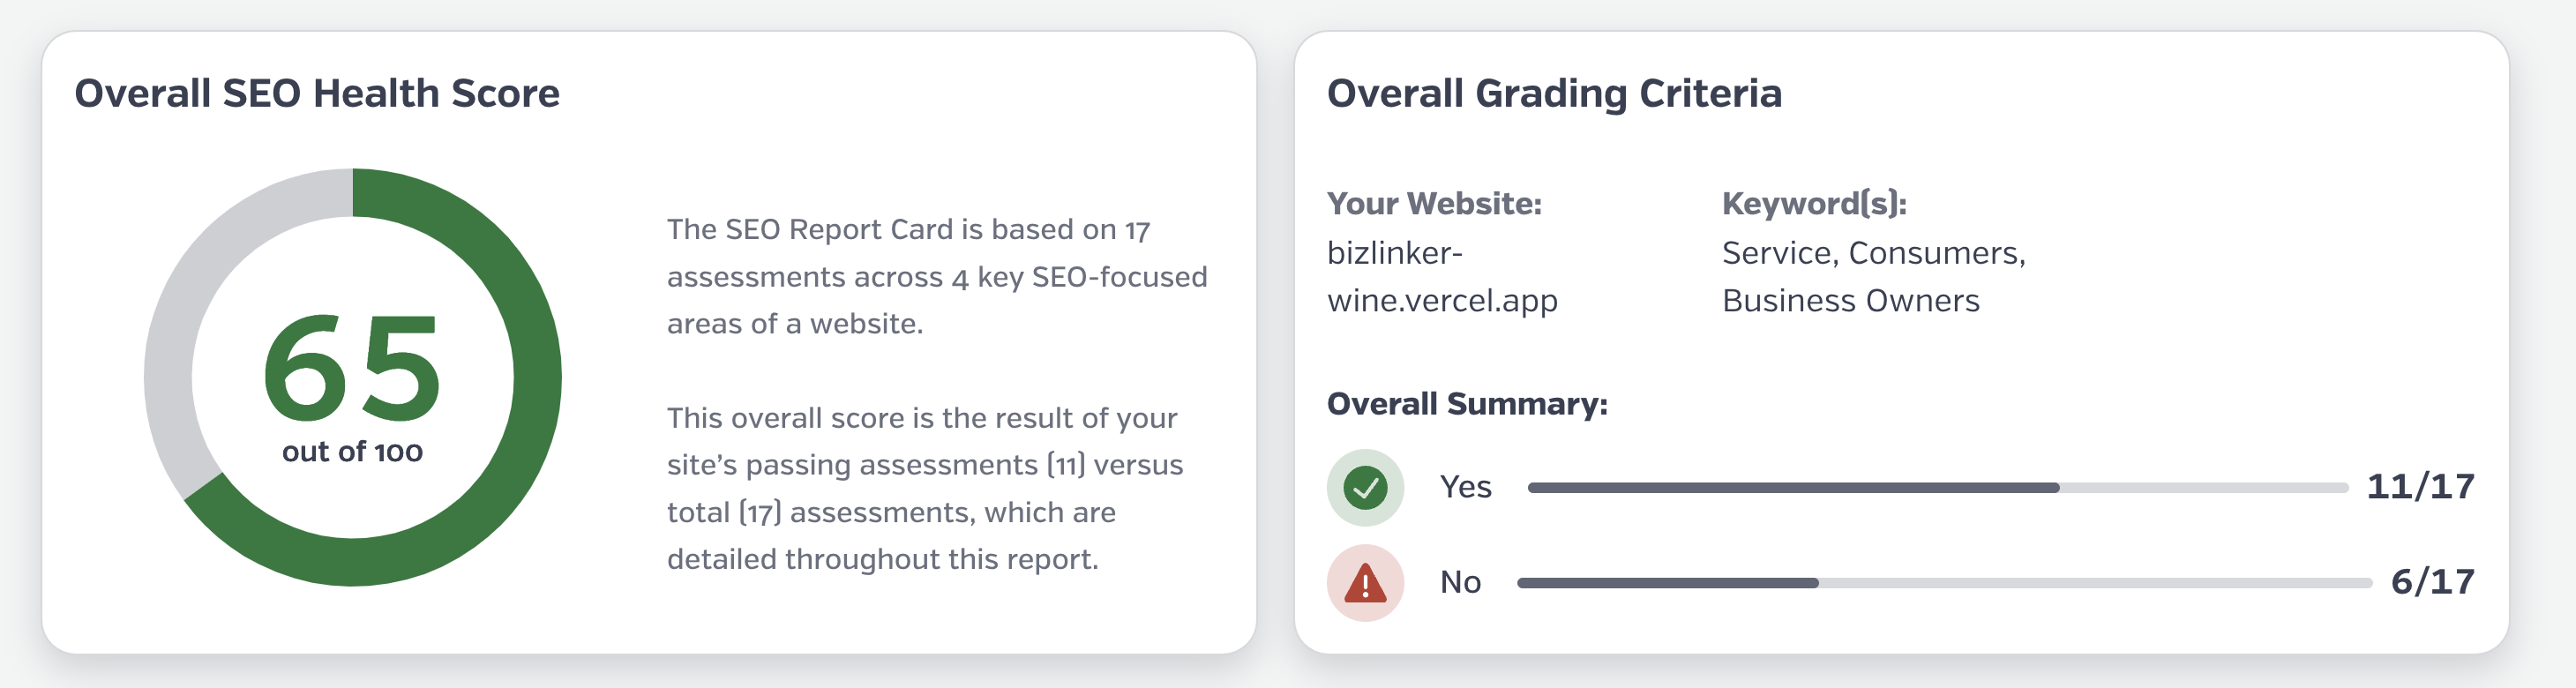 Overall SEO Health Score
65
out of 100
The SEO Report Card is based on 17
assessments across 4 key SEO-focused
areas of a website.
This overall score is the result of your
site’s passing assessments (11) versus
total (17) assessments, which are
detailed throughout this report.
Overall Grading Criteria
Your Website:
bizlinker-
wine.vercel.app
Keyword(s):
Service, Consumers,
Business Owners
Overall Summary:
Yes 11/17
No 6/17